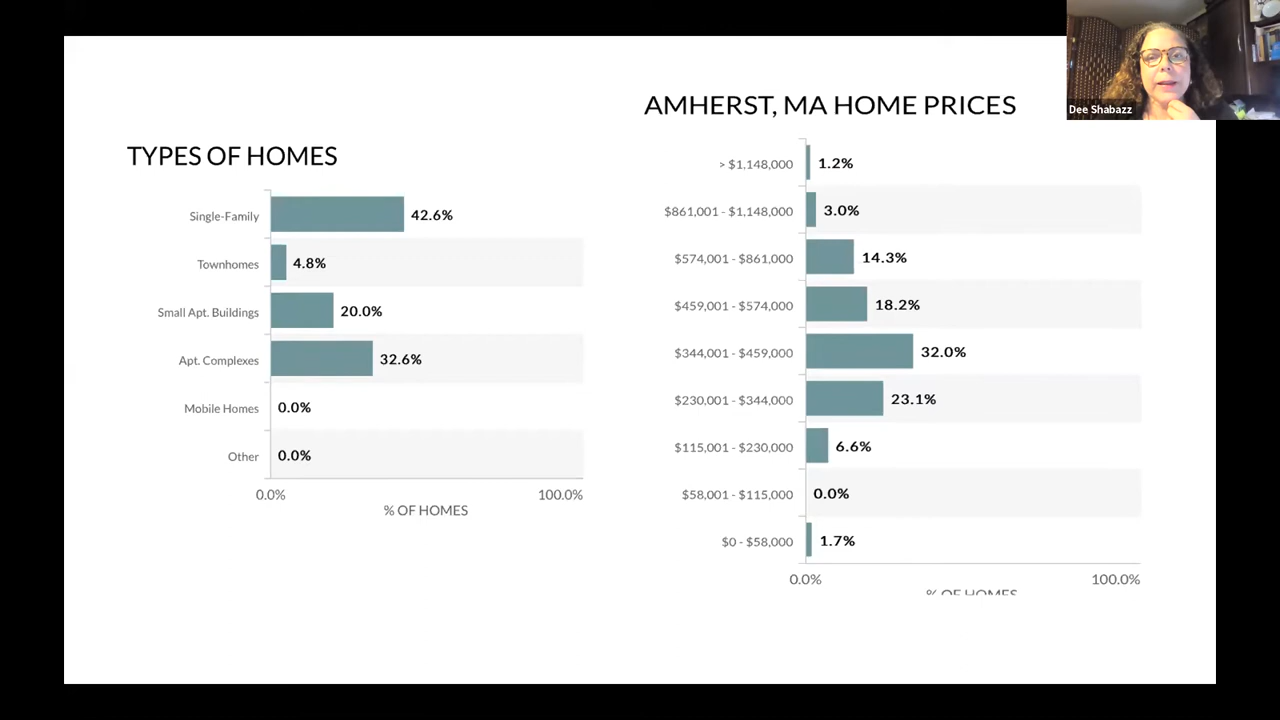 Dee Shabazz
TYPES OF HOMES
Single-Family 42.6%
Townhomes 4.8%
Small Apt. Buildings 20.0%
Apt. Complexes 32.6%
Mobile Homes 0.0%
Other 0.0%
0.0% 100.0%
% OF HOMES
AMHERST, MA HOME PRICES
> $1,148,000 1.2%
$861,001 - $1,148,000 3.0%
$574,001 - $861,000 14.3%
$459,001 - $574,000 18.2%
$344,001 - $459,000 32.0%
$230,001 - $344,000 23.1%
$115,001 - $230,000 6.6%
$58,001 - $115,000 0.0%
$0 - $58,000 1.7%
0.0% 100.0%
% OF HOMES